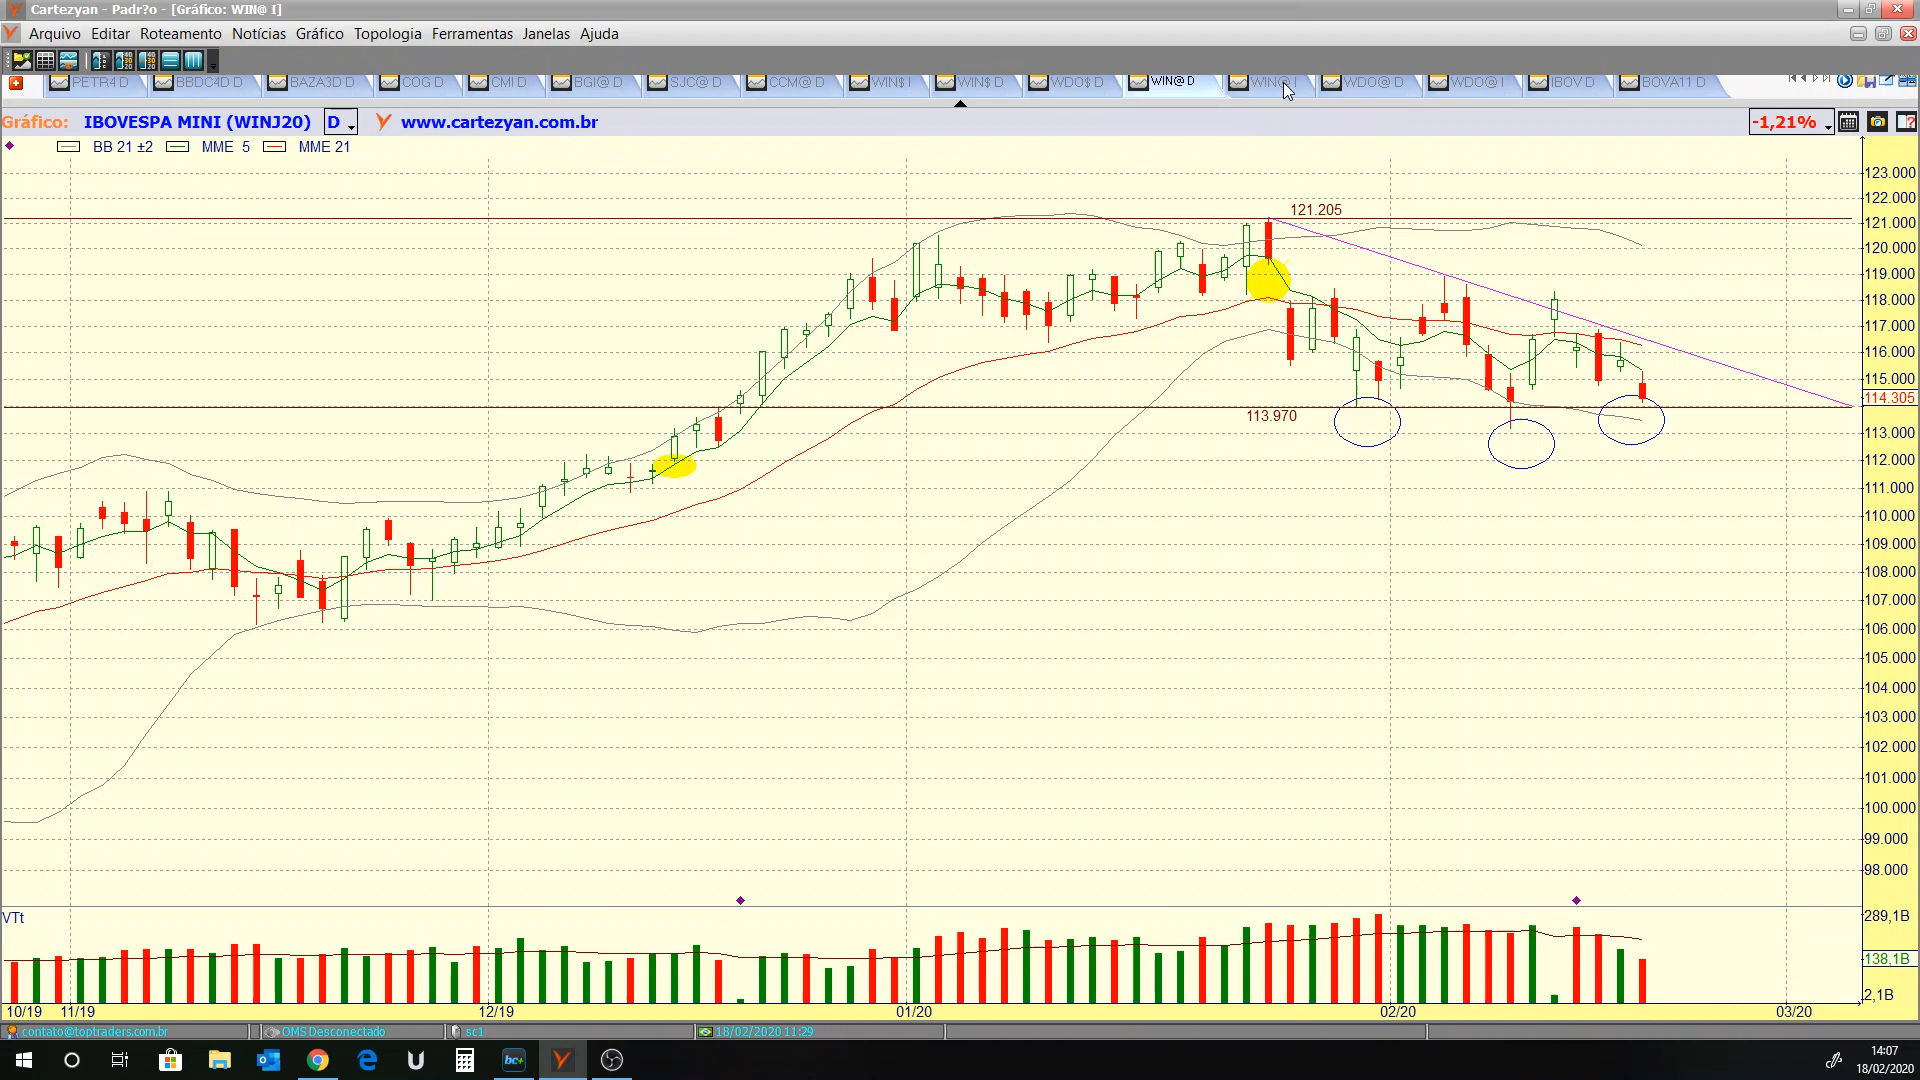 Cartezyan - Padr?o - [Gráfico: WIN@ I]
Arquivo Editar Roteamento Notícias Gráfico Topologia Ferramentas Janelas Ajuda
PETR4 D BBDC4D D BAZA3D D COG D CMI D BGI@ D SJC@ D CCM@ D WIN$ I WIN$ D WDO$ D WIN@ D WIN@ I WDO@ D WDO@ I IBOV D BOVA11 D
Gráfico: IBOVESPA MINI (WINJ20) D www.cartezyan.com.br -1,21%
BB 21 ±2 MME 5 MME 21
123.000
122.000
121.205
121.000
120.000
119.000
118.000
117.000
116.000
115.000
114.305
113.970
113.000
112.000
111.000
110.000
109.000
108.000
107.000
106.000
105.000
104.000
103.000
102.000
101.000
100.000
99.000
98.000
VTt
289,1B
138,1B
2,1B
10/19 11/19 12/19 01/20 02/20 03/20
contato@toptraders.com.br OMS Desconectado sc1 18/02/2020 11:29
bc+
14:07
18/02/2020